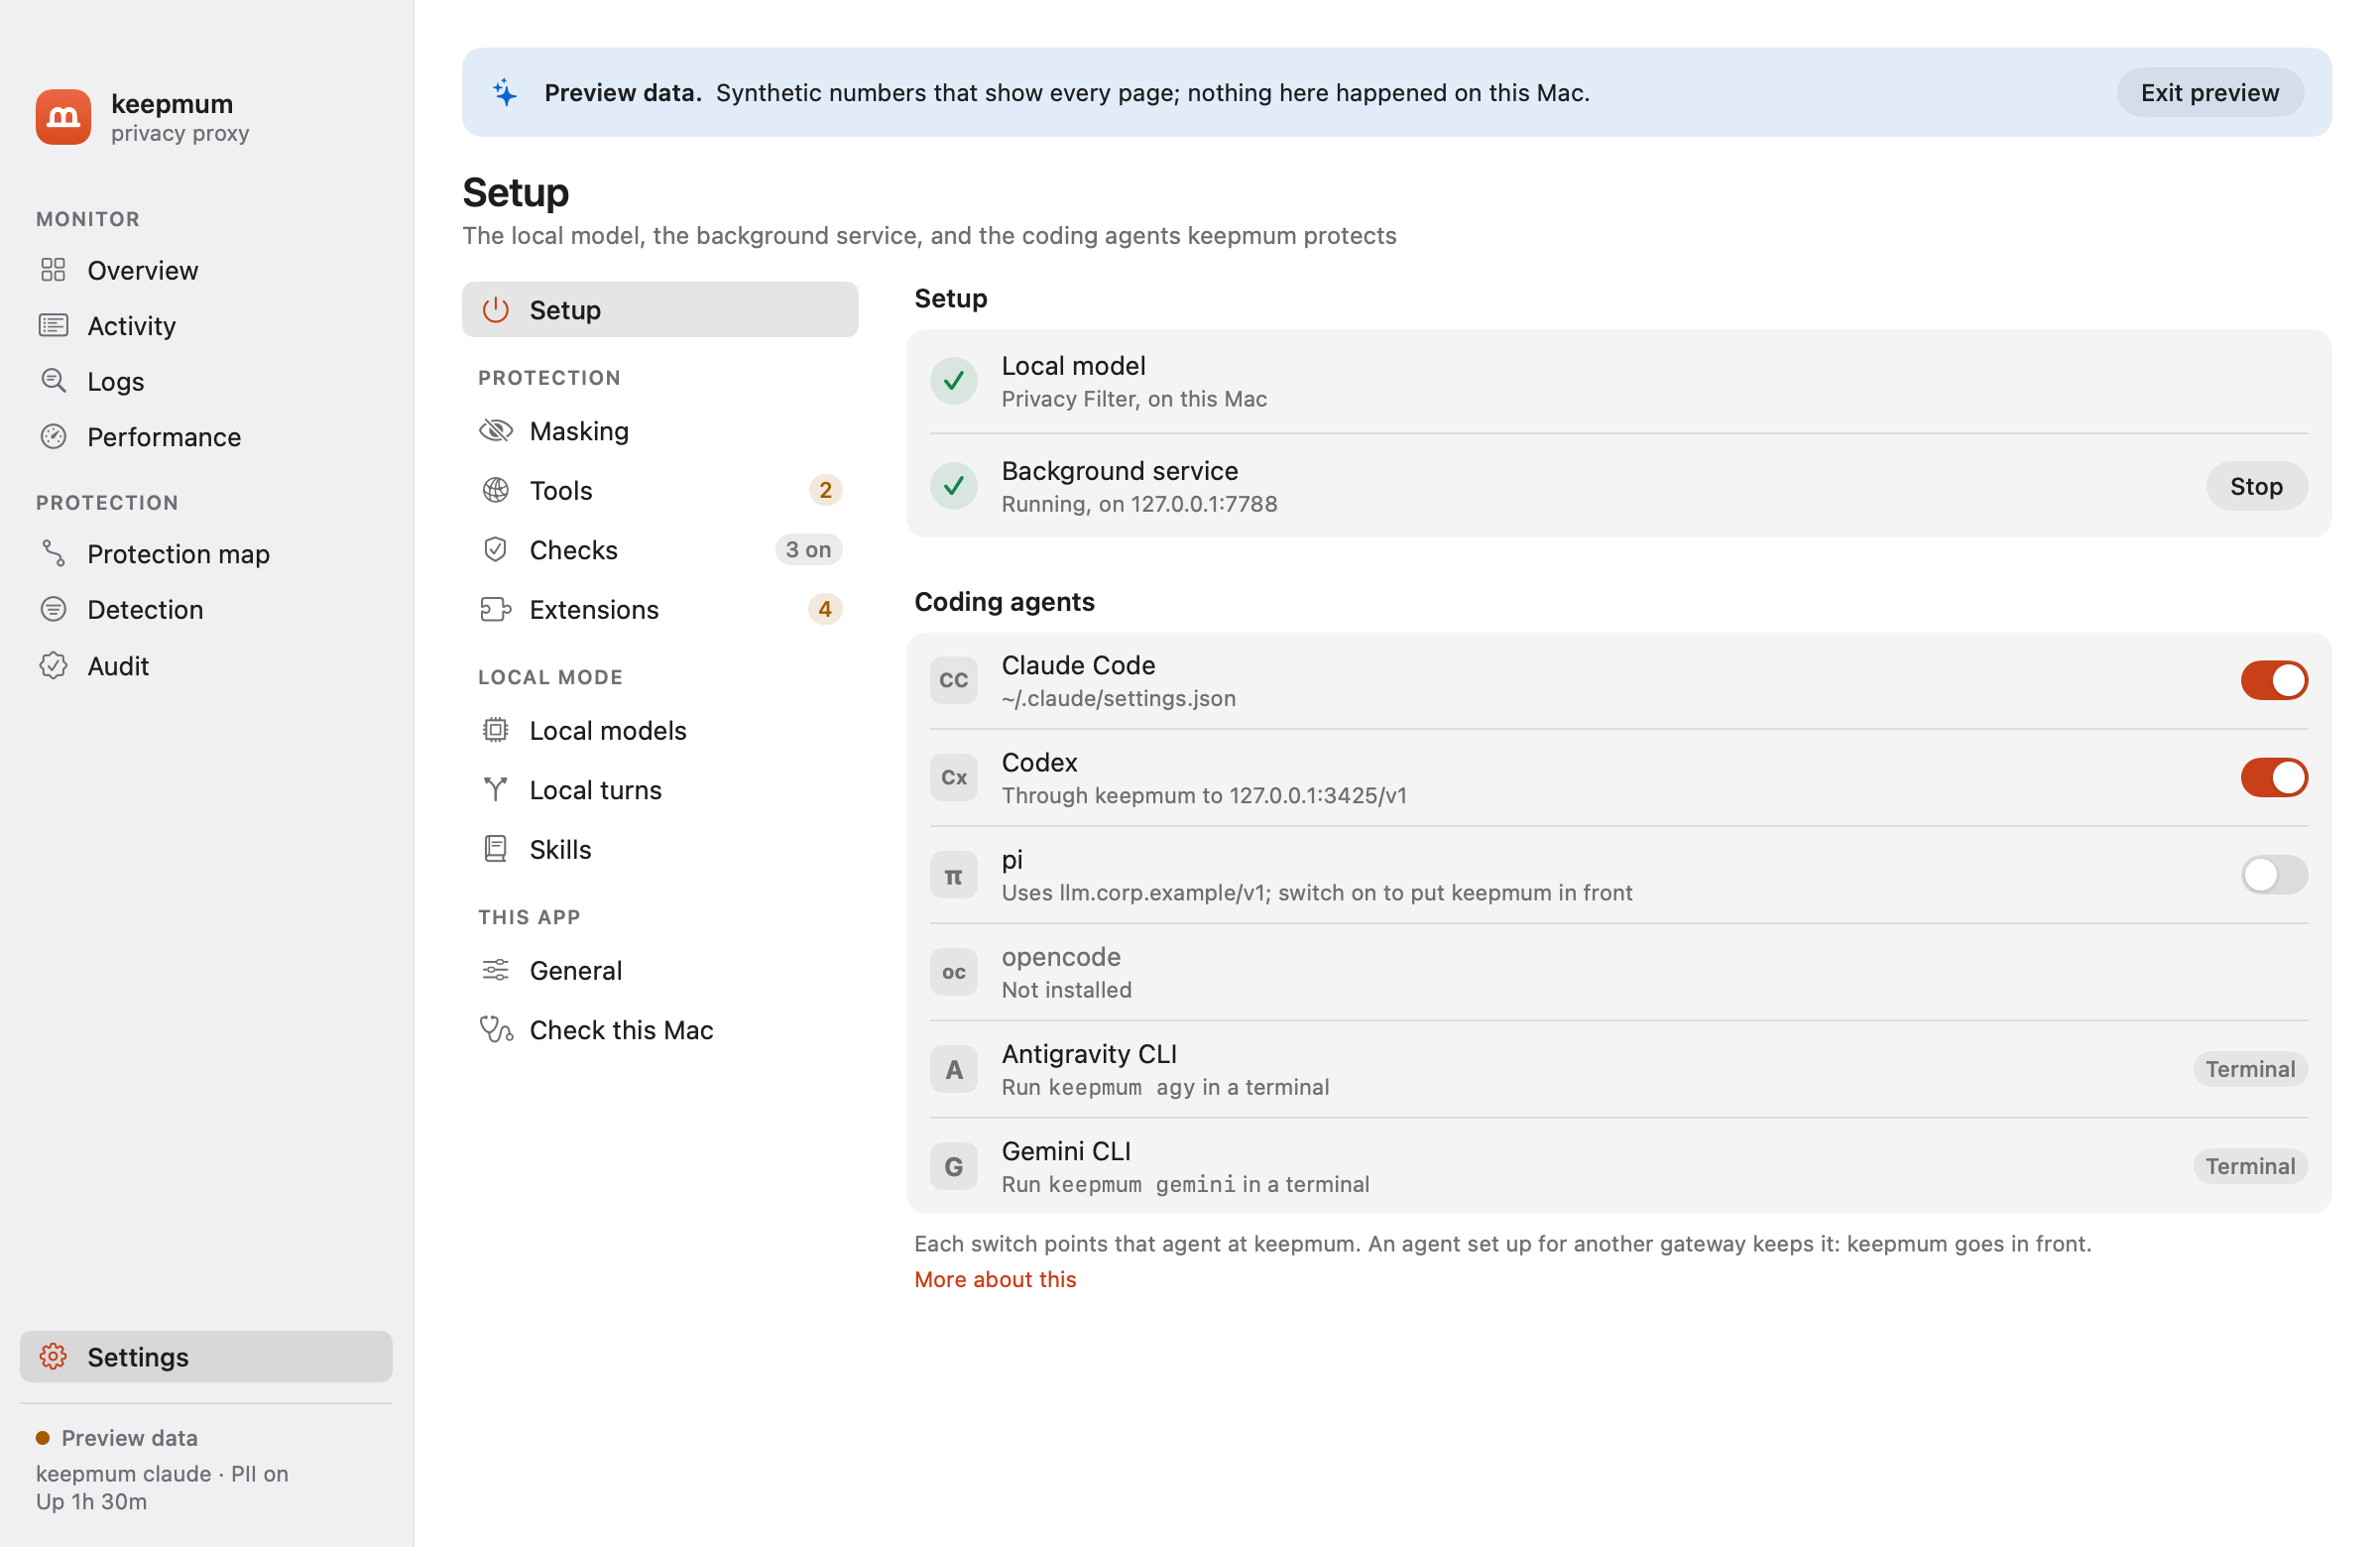 keepmum
privacy proxy
MONITOR
Overview
Activity
Logs
Performance
PROTECTION
Protection map
Detection
Audit
Settings
Preview data
keepmum claude · PII on
Up 1h 30m
Preview data. Synthetic numbers that show every page; nothing here happened on this Mac.
Exit preview
Setup
The local model, the background service, and the coding agents keepmum protects
Setup
PROTECTION
Masking
Tools 2
Checks 3 on
Extensions 4
LOCAL MODE
Local models
Local turns
Skills
THIS APP
General
Check this Mac
Setup
Local model
Privacy Filter, on this Mac
Background service
Running, on 127.0.0.1:7788
Stop
Coding agents
CC
Claude Code
~/.claude/settings.json
Cx
Codex
Through keepmum to 127.0.0.1:3425/v1
π
pi
Uses llm.corp.example/v1; switch on to put keepmum in front
oc
opencode
Not installed
A
Antigravity CLI
Run keepmum agy in a terminal
Terminal
G
Gemini CLI
Run keepmum gemini in a terminal
Terminal
Each switch points that agent at keepmum. An agent set up for another gateway keeps it: keepmum goes in front.
More about this